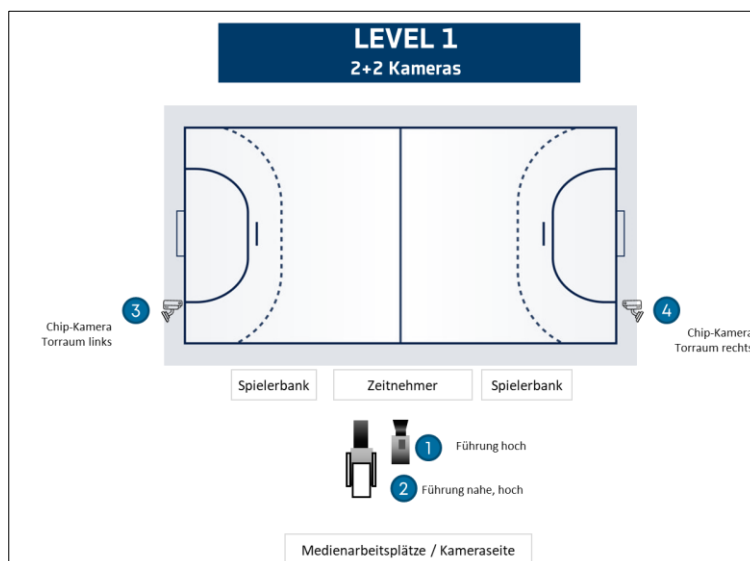 LEVEL 1
2+2 Kameras
3
Chip-Kamera
Torraum links
4
Chip-Kamera
Torraum rechts
Spielerbank
Zeitnehmer
Spielerbank
1
Führung hoch
2
Führung nahe, hoch
Medienarbeitsplätze / Kameraseite